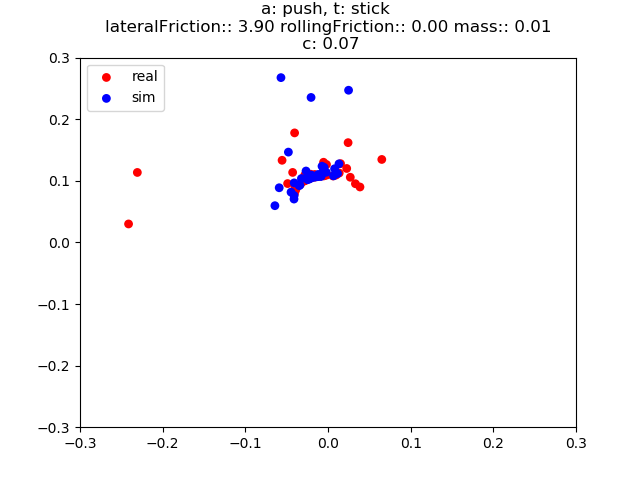 a: push, t: stick
lateralFriction:: 3.90 rollingFriction:: 0.00 mass:: 0.01
c: 0.07
real
sim
0.3
0.2
0.1
0.0
−0.1
−0.2
−0.3
−0.3
−0.2
−0.1
0.0
0.1
0.2
0.3